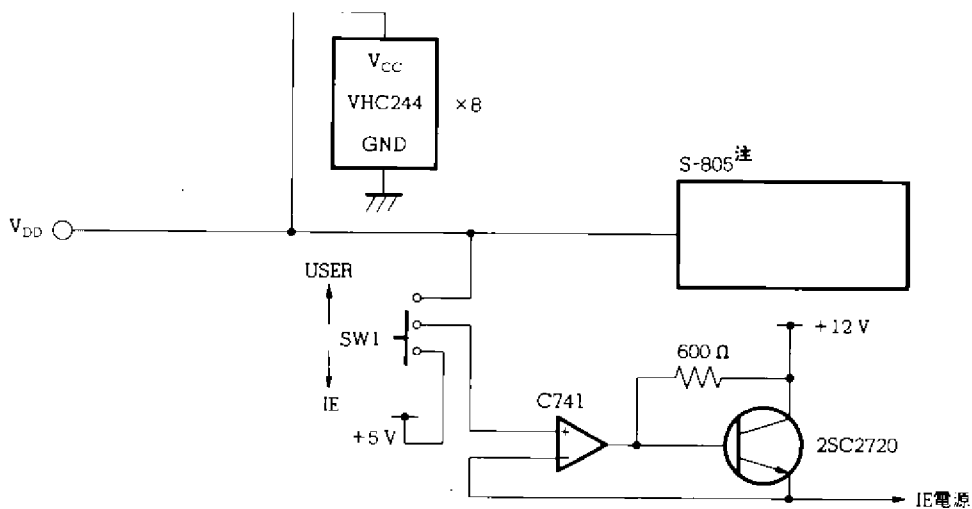 V_CC
VHC244
×8
GND
S-805注
V_DD
USER
SW1
IE
+5 V
C741
600 Ω
+12 V
2SC2720
IE電源
+
−